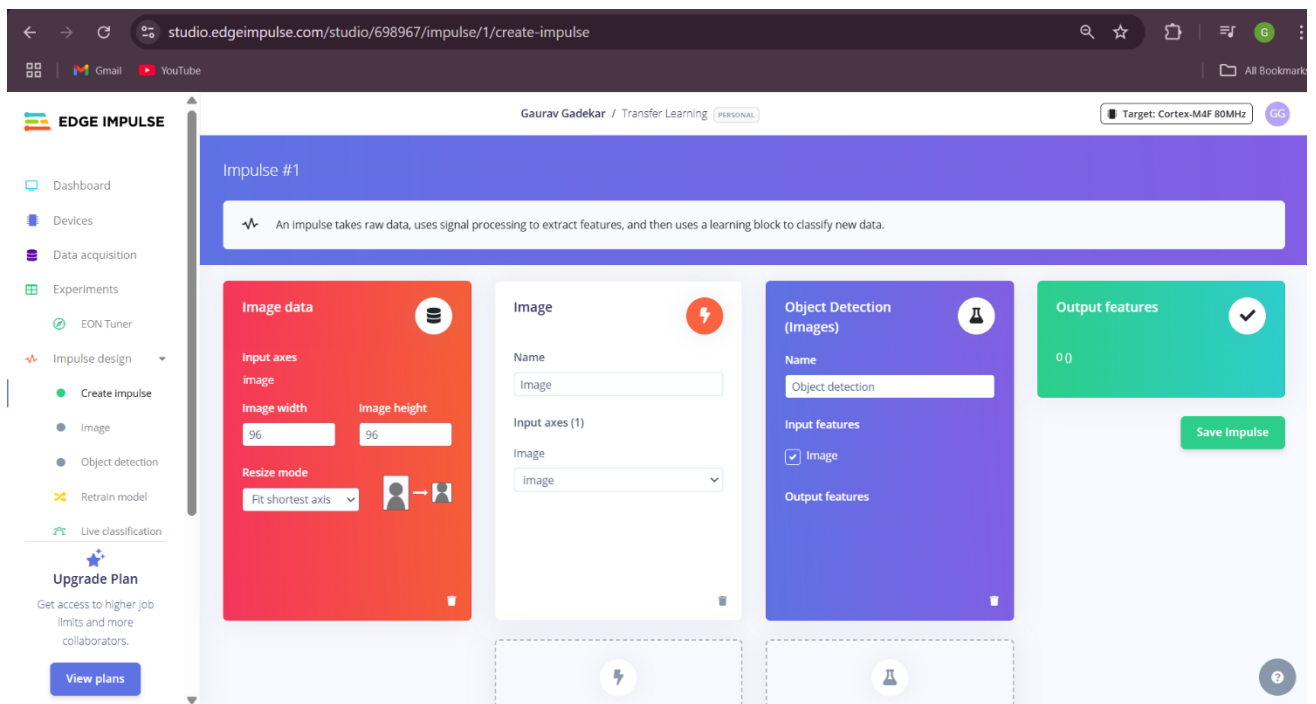 studio.edgeimpulse.com/studio/698967/impulse/1/create-impulse
G
Gmail
YouTube
All Bookmarks
EDGE IMPULSE
Gaurav Gadekar / Transfer Learning PERSONAL
Target: Cortex-M4F 80MHz
GG
Dashboard
Devices
Data acquisition
Experiments
EON Tuner
Impulse design
Create impulse
Image
Object detection
Retrain model
Live classification
Upgrade Plan
Get access to higher job
limits and more
collaborators.
View plans
Impulse #1
An impulse takes raw data, uses signal processing to extract features, and then uses a learning block to classify new data.
Image data
Input axes
image
Image width Image height
96 96
Resize mode
Fit shortest axis
Image
Name
Image
Input axes (1)
Image
image
Object Detection
(Images)
Name
Object detection
Input features
Image
Output features
Output features
0 ()
Save Impulse
?